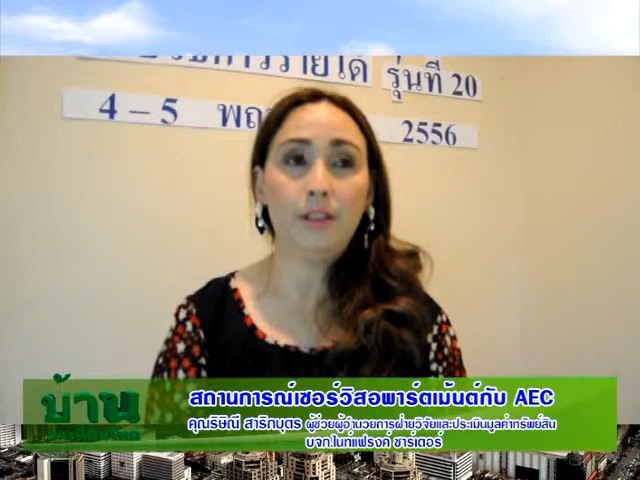 รุ่นที่ 20
4 – 5
2556
บ้าน
สถานการณ์เซอร์วิสอพาร์ตเม้นต์กับ AEC
คุณริษิณี สาริกบุตร ผู้ช่วยผู้อำนวยการฝ่ายวิจัยและประเมินมูลค่าทรัพย์สิน
บจก.ไนท์แฟรงค์ ชาร์เตอร์